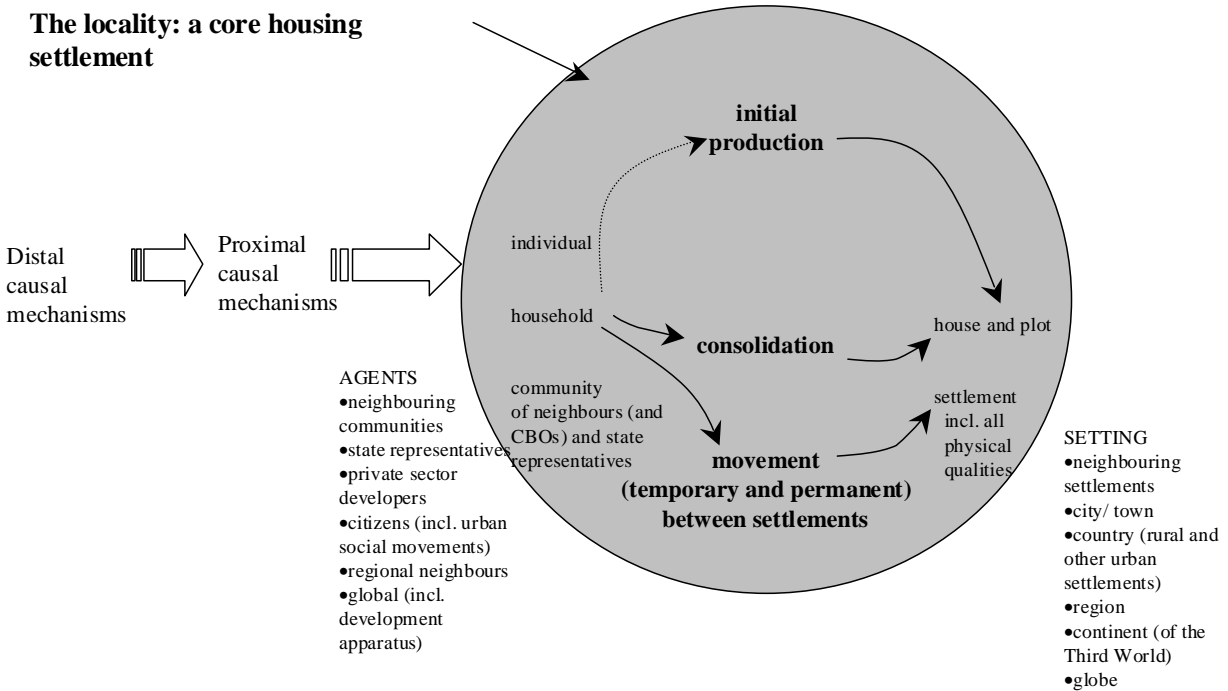 The locality: a core housing
settlement
initial
production
individual
Distal
causal
mechanisms
Proximal
causal
mechanisms
household
consolidation
house and plot
community
of neighbours (and
CBOs) and state
representatives
movement
(temporary and permanent)
between settlements
settlement
incl. all
physical
qualities
AGENTS
•neighbouring
communities
•state representatives
•private sector
developers
•citizens (incl. urban
social movements)
•regional neighbours
•global (incl.
development
apparatus)
SETTING
•neighbouring
settlements
•city/ town
•country (rural and
other urban
settlements)
•region
•continent (of the
Third World)
•globe